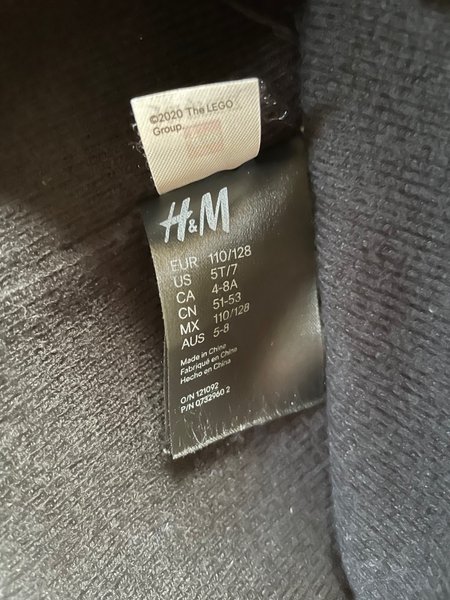 ©2020 The LEGO
Group.
H&M
EUR 110/128
US 5T/7
CA 4-8A
CN 51-53
MX 110/128
AUS 5-8
Made in China
Fabriqué en Chine
Hecho en China
O/N 121092
P/N 0732960 2